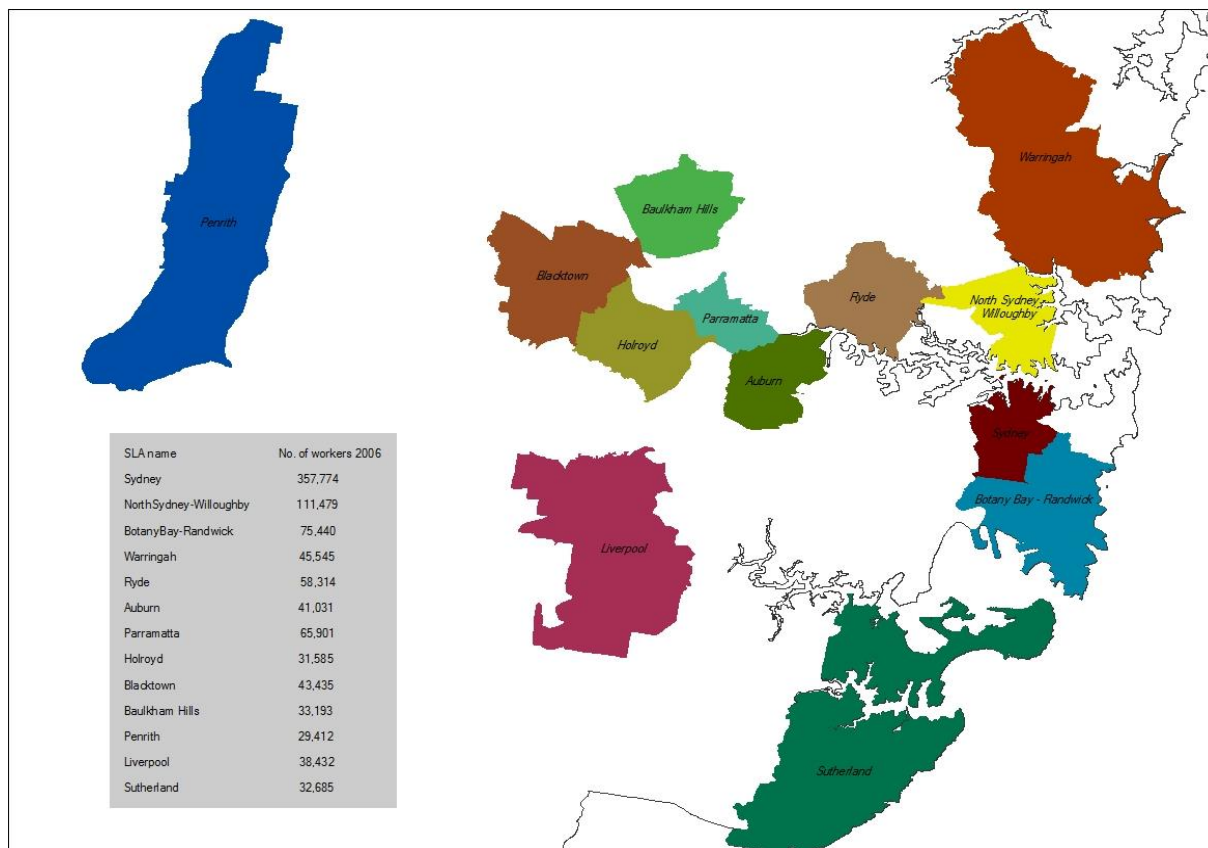 Penrith
Warringah
Baulkham Hills
Blacktown
Ryde
North Sydney
Willoughby
Parramatta
Holroyd
Auburn
Sydney
Botany Bay - Randwick
Liverpool
Sutherland
SLA name No. of workers 2006
Sydney 357,774
NorthSydney-Willoughby 111,479
BotanyBay-Randwick 75,440
Warringah 45,545
Ryde 58,314
Auburn 41,031
Parramatta 65,901
Holroyd 31,585
Blacktown 43,435
Baulkham Hills 33,193
Penrith 29,412
Liverpool 38,432
Sutherland 32,685